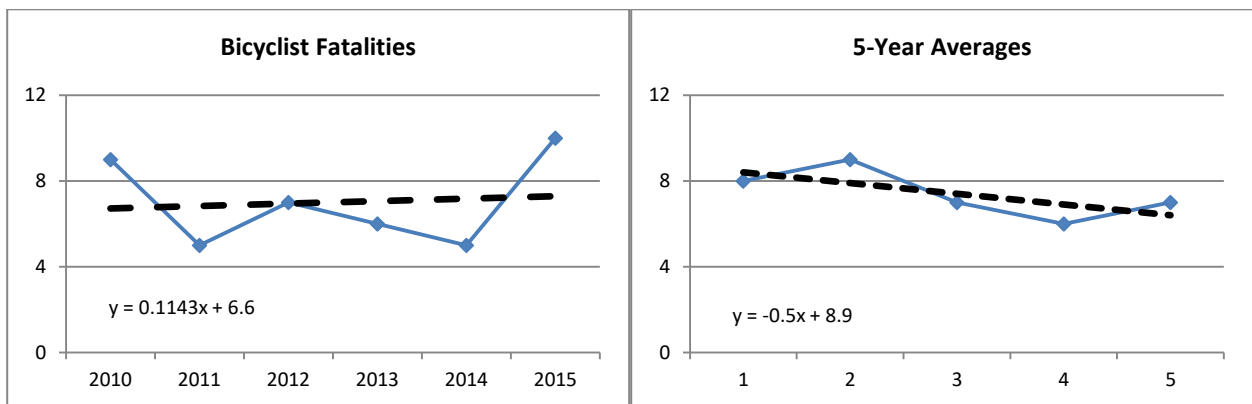 Bicyclist Fatalities
12
8
4
0
y = 0.1143x + 6.6
2010 2011 2012 2013 2014 2015
5-Year Averages
12
8
4
0
y = -0.5x + 8.9
1 2 3 4 5